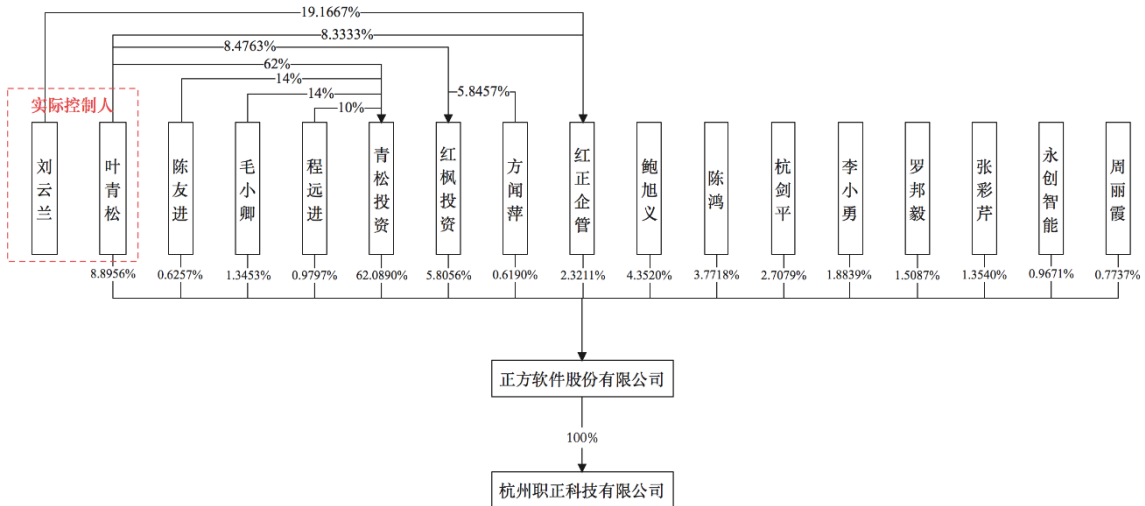 19.1667%
8.3333%
8.4763%
62%
14%
14%
5.8457%
10%
实际控制人
刘云兰
叶青松
陈友进
毛小卿
程远进
青松投资
红枫投资
方闻萍
红正企管
鲍旭义
陈鸿
杭剑平
李小勇
罗邦毅
张彩芹
永创智能
周丽霞
8.8956%
0.6257%
1.3453%
0.9797%
62.0890%
5.8056%
0.6190%
2.3211%
4.3520%
3.7718%
2.7079%
1.8839%
1.5087%
1.3540%
0.9671%
0.7737%
正方软件股份有限公司
100%
杭州职正科技有限公司